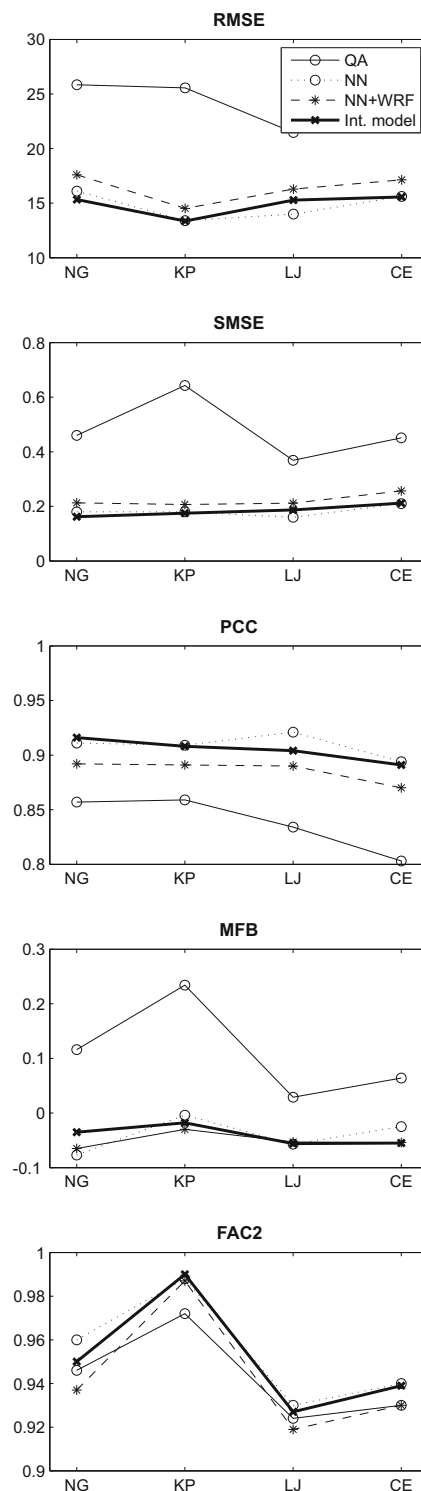 RMSE
30
25
20
15
10
QA
NN
NN+WRF
Int. model
NG KP LJ CE
SMSE
0.8
0.6
0.4
0.2
0
NG KP LJ CE
PCC
1
0.95
0.9
0.85
0.8
NG KP LJ CE
MFB
0.3
0.2
0.1
0
-0.1
NG KP LJ CE
FAC2
1
0.98
0.96
0.94
0.92
0.9
NG KP LJ CE